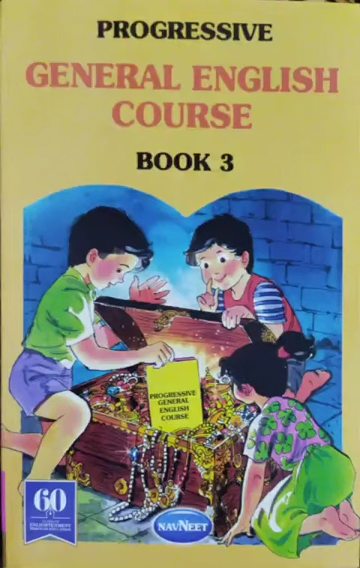 PROGRESSIVE
GENERAL ENGLISH
COURSE
BOOK 3
PROGRESSIVE
GENERAL
ENGLISH
COURSE
60
NAVNEET